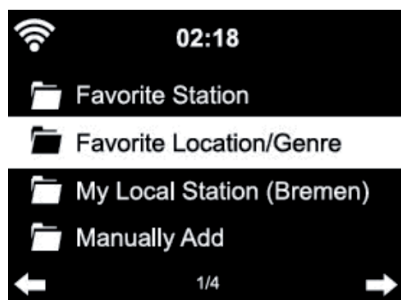 02:18
Favorite Station
Favorite Location/Genre
My Local Station (Bremen)
Manually Add
1/4